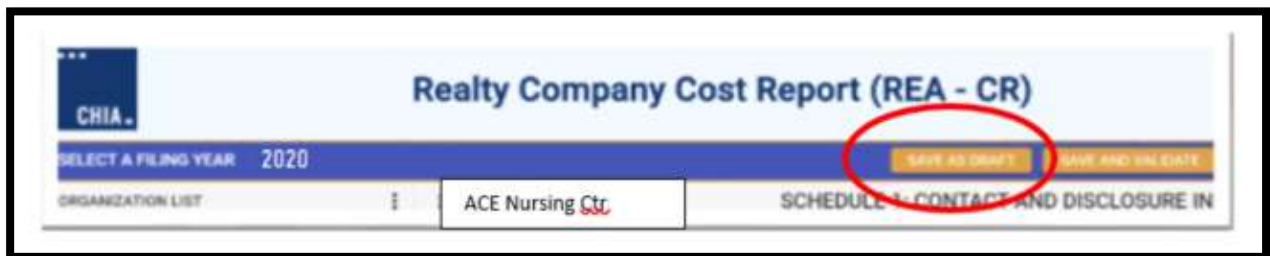 CHIA.
Realty Company Cost Report (REA - CR)
SELECT A FILING YEAR 2020 SAVE AS DRAFT SAVE AND VALIDATE
ORGANIZATION LIST ACE Nursing Ctr. SCHEDULE 1: CONTACT AND DISCLOSURE IN